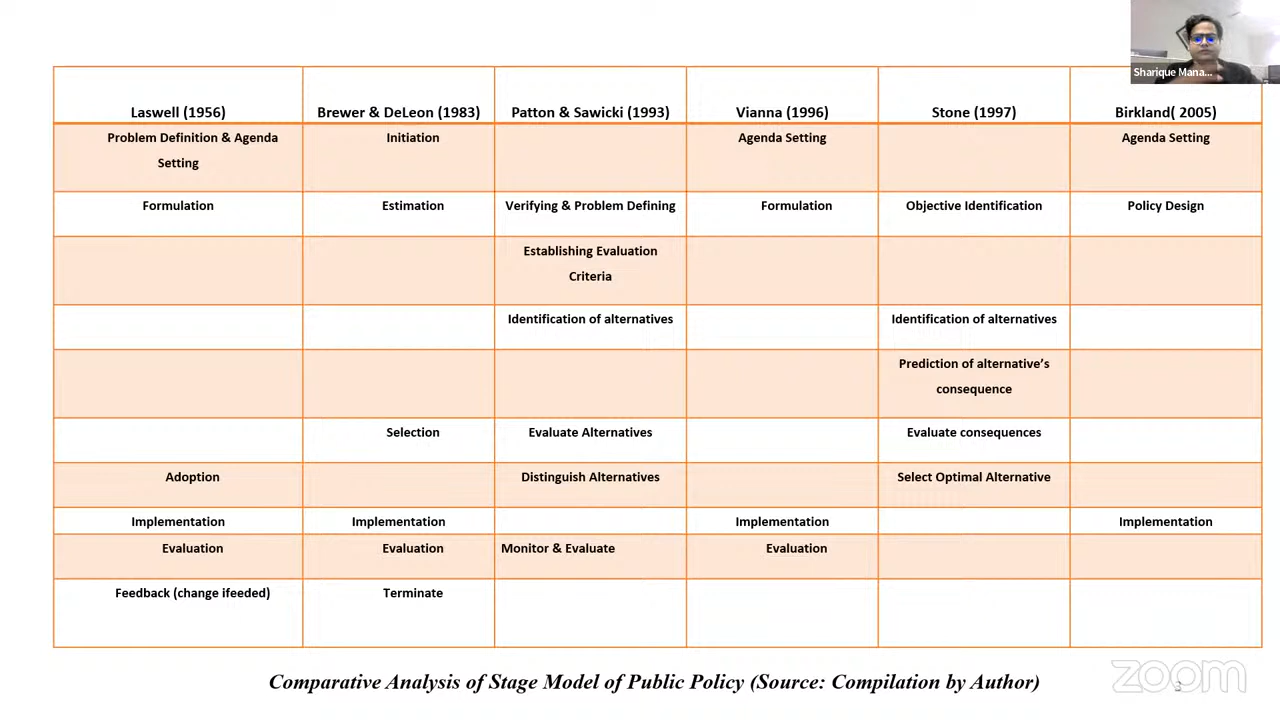 Sharique Mana...
Laswell (1956) Brewer & DeLeon (1983) Patton & Sawicki (1993) Vianna (1996) Stone (1997) Birkland( 2005)
Problem Definition & Agenda Initiation Agenda Setting Agenda Setting
Setting
Formulation Estimation Verifying & Problem Defining Formulation Objective Identification Policy Design
Establishing Evaluation
Criteria
Identification of alternatives Identification of alternatives
Prediction of alternative’s
consequence
Selection Evaluate Alternatives Evaluate consequences
Adoption Distinguish Alternatives Select Optimal Alternative
Implementation Implementation Implementation Implementation
Evaluation Evaluation Monitor & Evaluate Evaluation
Feedback (change ifeeded) Terminate
Comparative Analysis of Stage Model of Public Policy (Source: Compilation by Author)
zoom
3